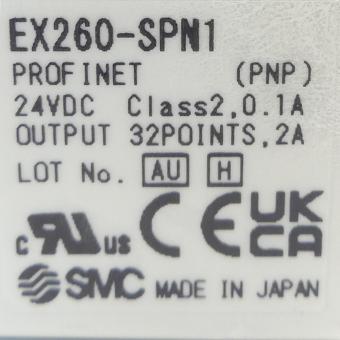 EX260-SPN1
PROFINET (PNP)
24VDC Class2,0.1A
OUTPUT 32POINTS,2A
LOT No. AU H
c RU us CE UK CA
SMC MADE IN JAPAN